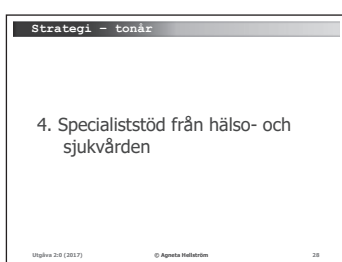 Strategi – tonår
4. Specialiststöd från hälso- och
sjukvården
Utgåva 2:0 (2017) © Agneta Hellström 28